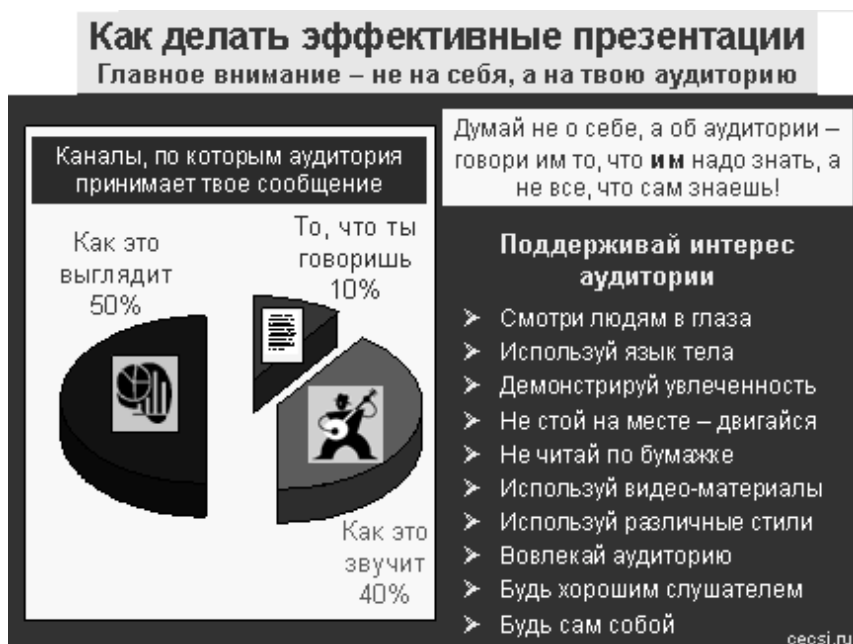 Как делать эффективные презентации
Главное внимание – не на себя, а на твою аудиторию
Каналы, по которым аудитория
принимает твое сообщение
Как это
выглядит
50%
То, что ты
говоришь
10%
Как это
звучит
40%
Думай не о себе, а об аудитории –
говори им то, что им надо знать, а
не все, что сам знаешь!
Поддерживай интерес
аудитории
➢ Смотри людям в глаза
➢ Используй язык тела
➢ Демонстрируй увлеченность
➢ Не стой на месте – двигайся
➢ Не читай по бумажке
➢ Используй видео-материалы
➢ Используй различные стили
➢ Вовлекай аудиторию
➢ Будь хорошим слушателем
➢ Будь сам собой
cecsi.ru